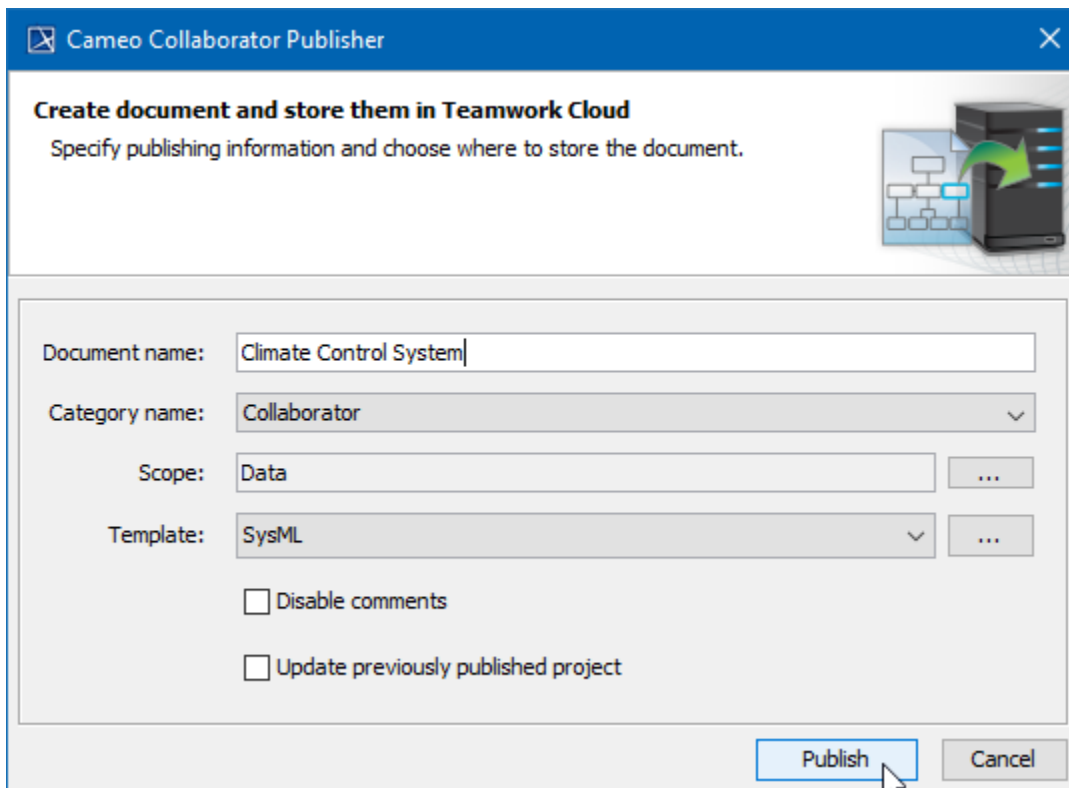 Cameo Collaborator Publisher
Create document and store them in Teamwork Cloud
Specify publishing information and choose where to store the document.
Document name: Climate Control System
Category name: Collaborator
Scope: Data ...
Template: SysML ...
Disable comments
Update previously published project
Publish Cancel